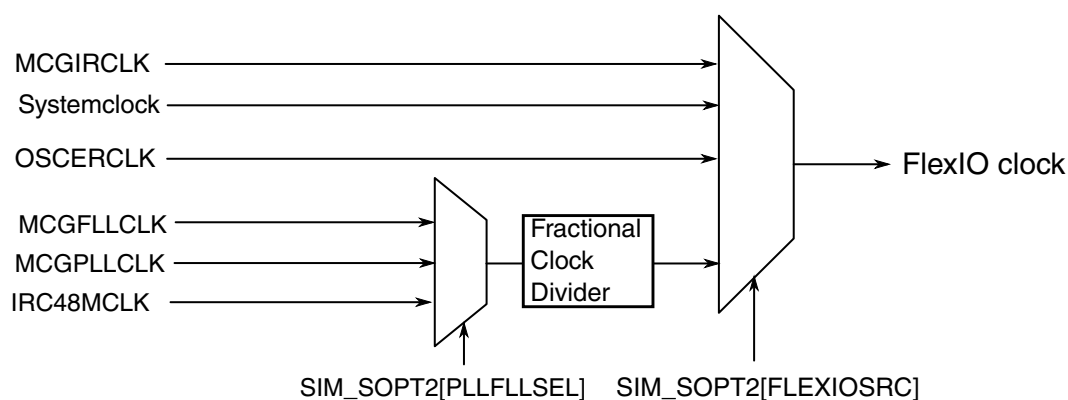 MCGIRCLK
Systemclock
OSCERCLK
FlexIO clock
MCGFLLCLK
MCGPLLCLK
IRC48MCLK
Fractional
Clock
Divider
SIM_SOPT2[PLLFLLSEL]
SIM_SOPT2[FLEXIOSRC]